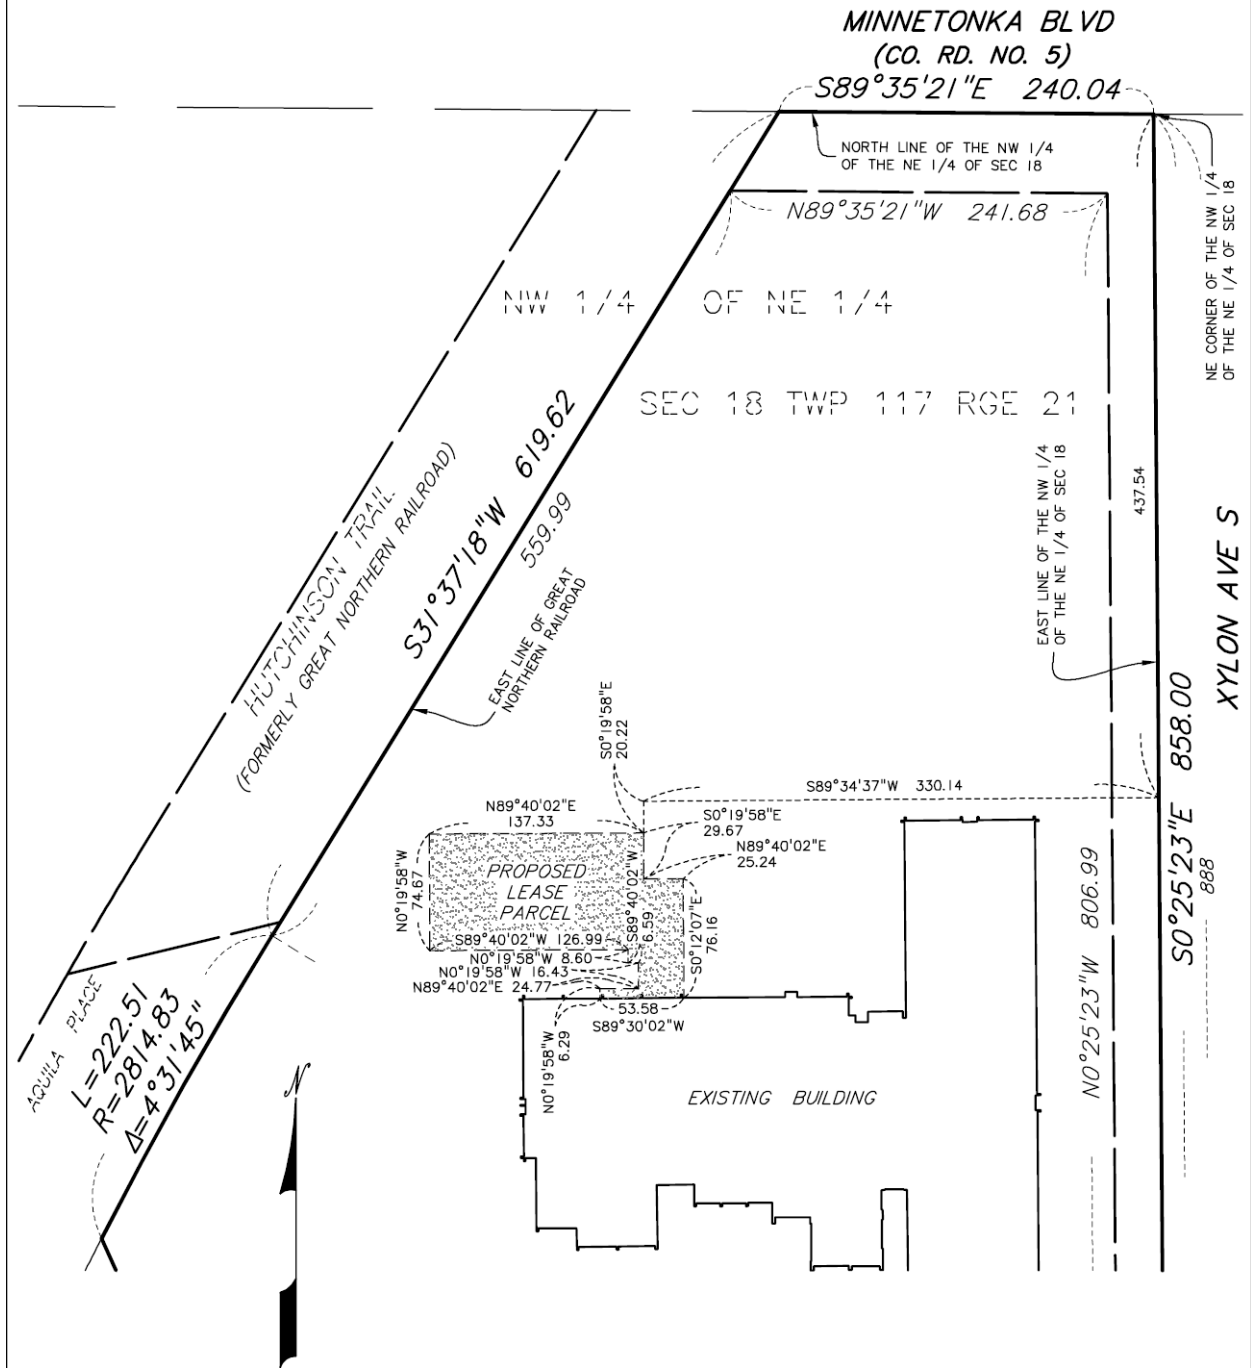 MINNETONKA BLVD
(CO. RD. NO. 5)
S89°35'21"E 240.04
NORTH LINE OF THE NW 1/4
OF THE NE 1/4 OF SEC 18
NE CORNER OF THE NW 1/4
OF THE NE 1/4 OF SEC 18
N89°35'21"W 241.68
NW 1/4 OF NE 1/4
SEC 18 TWP 117 RGE 21
S31°37'18"W 619.62
559.99
HUTCHINSON TRAIL
(FORMERLY GREAT NORTHERN RAILROAD)
EAST LINE OF GREAT
NORTHERN RAILROAD
EAST LINE OF THE NW 1/4
OF THE NE 1/4 OF SEC 18
437.54
XYLON AVE S
S0°25'23"E 858.00
888
N0°25'23"W 806.99
S0°19'58"E
20.22
S89°34'37"W 330.14
N89°40'02"E
137.33
S0°19'58"E
29.67
N89°40'02"E
25.24
N0°19'58"W
74.67
PROPOSED
LEASE
PARCEL
S89°40'02"W
6.59
S0°12'07"E
76.16
S89°40'02"W 126.99
N0°19'58"W 8.60
N0°19'58"W 16.43
N89°40'02"E 24.77
53.58
S89°30'02"W
N0°19'58"W
6.29
AQUILA PLACE
L=222.51
R=2814.83
Δ=4°31'45"
N
EXISTING BUILDING